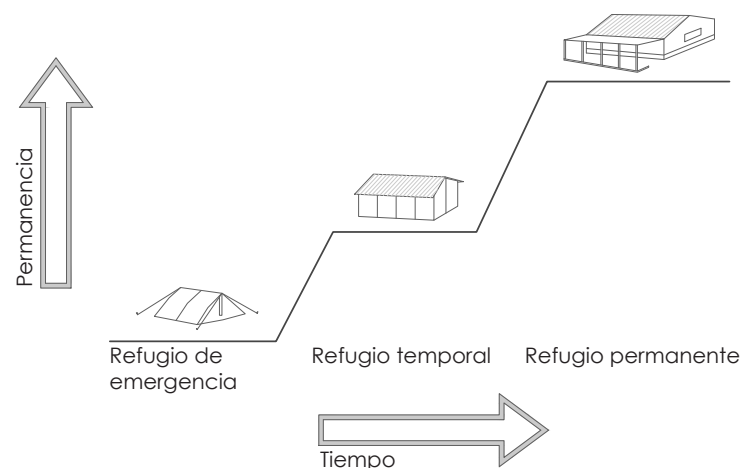 Permanencia
Refugio de
emergencia
Refugio temporal
Refugio permanente
Tiempo